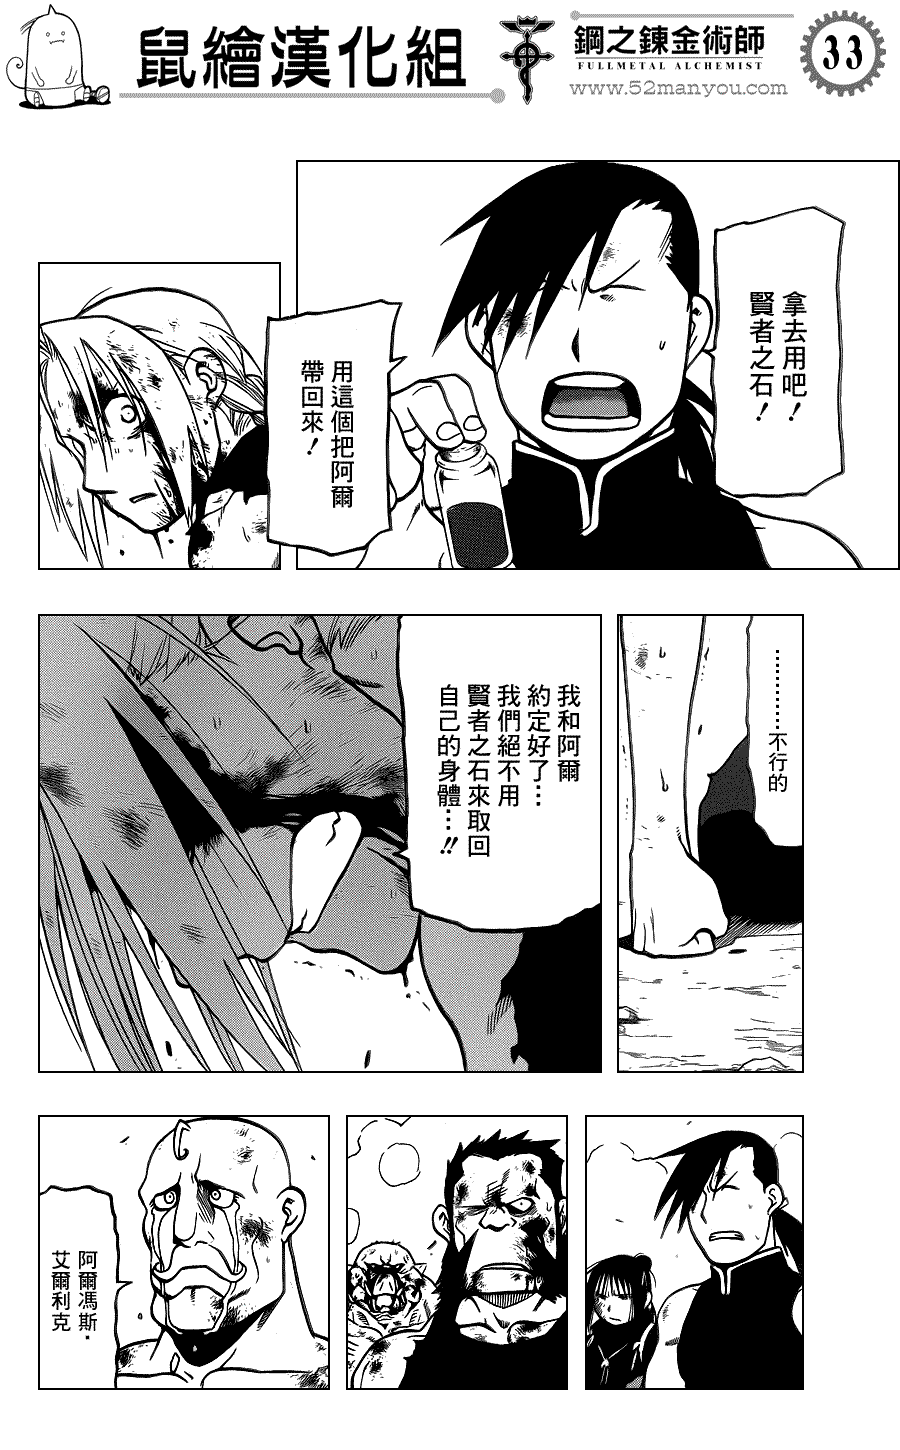 鼠繪漢化組
鋼之鍊金術師
FULLMETAL ALCHEMIST
www.52manyou.com
33
拿去用吧！
賢者之石！
用這個把阿爾
帶回來！
…………不行的
我和阿爾
約定好了…
我們絕不用
賢者之石來取回
自己的身體…!!
阿爾馮斯·
艾爾利克